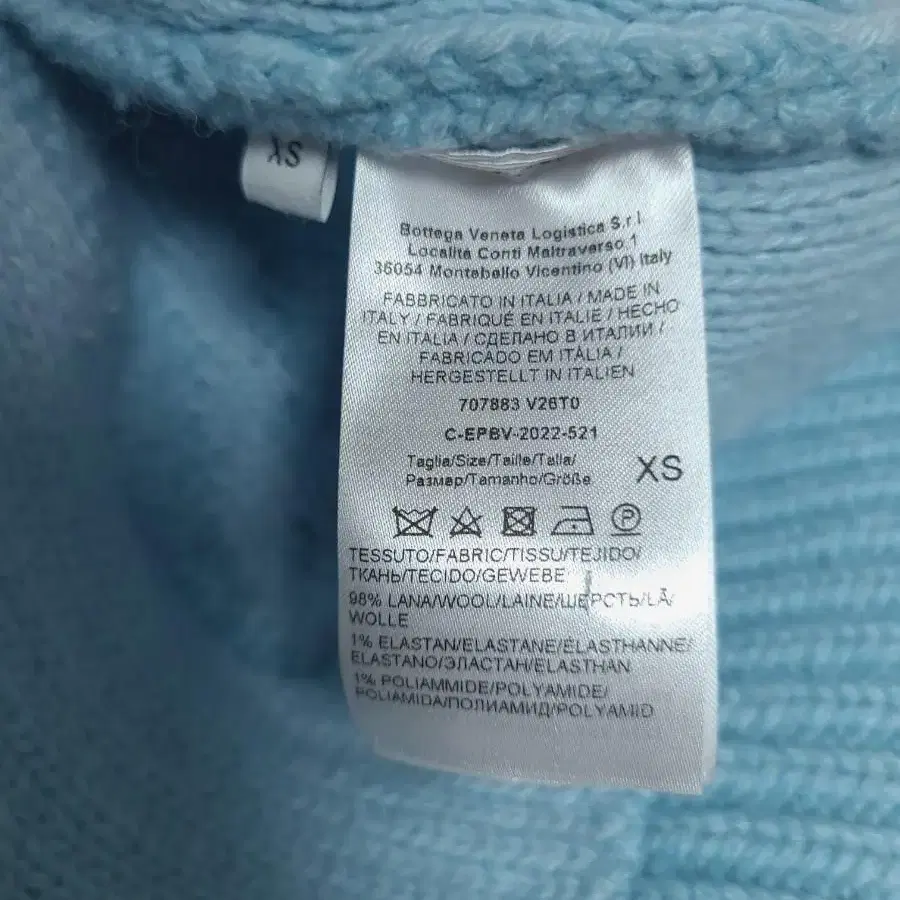 XS
Bottega Veneta Logistica S.r.l.
Località Conti Maltraverso 1
36054 Montebello Vicentino (VI) Italy
FABBRICATO IN ITALIA / MADE IN
ITALY / FABRIQUÉ EN ITALIE / HECHO
EN ITALIA / СДЕЛАНО В ИТАЛИИ /
FABRICADO EM ITÀLIA /
HERGESTELLT IN ITALIEN
707883 V26T0
C-EPBV-2022-521
Taglia/Size/Taille/Talla/
Размер/Tamanho/Größe
XS
P
TESSUTO/FABRIC/TISSU/TEJIDO/
ТКАНЬ/TECIDO/GEWEBE
98% LANA/WOOL/LAINE/ШЕРСТЬ/LÃ/
WOLLE
1% ELASTAN/ELASTANE/ÉLASTHANNE/
ELASTANO/ЭЛАСТАН/ELASTHAN
1% POLIAMMIDE/POLYAMIDE/
POLIAMIDA/ПОЛИАМИД/POLYAMID